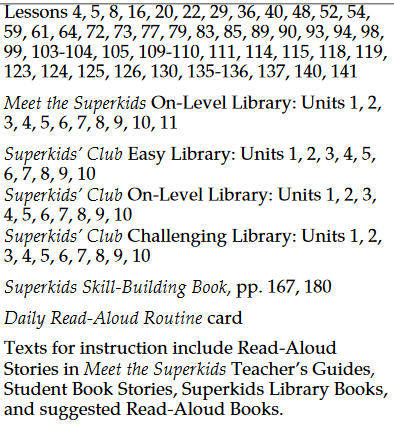 Lessons 4, 5, 8, 16, 20, 22, 29, 36, 40, 48, 52, 54,
59, 61, 64, 72, 73, 77, 79, 83, 85, 89, 90, 93, 94, 98,
99, 103-104, 105, 109-110, 111, 114, 115, 118, 119,
123, 124, 125, 126, 130, 135-136, 137, 140, 141
Meet the Superkids On-Level Library: Units 1, 2,
3, 4, 5, 6, 7, 8, 9, 10, 11
Superkids' Club Easy Library: Units 1, 2, 3, 4, 5,
6, 7, 8, 9, 10
Superkids' Club On-Level Library: Units 1, 2, 3,
4, 5, 6, 7, 8, 9, 10
Superkids' Club Challenging Library: Units 1, 2,
3, 4, 5, 6, 7, 8, 9, 10
Superkids Skill-Building Book, pp. 167, 180
Daily Read-Aloud Routine card
Texts for instruction include Read-Aloud
Stories in Meet the Superkids Teacher's Guides,
Student Book Stories, Superkids Library Books,
and suggested Read-Aloud Books.